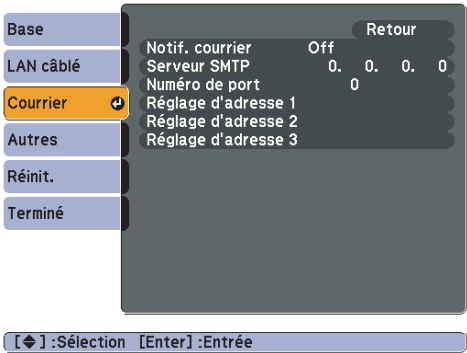 Base
LAN câblé
Courrier
Autres
Réinit.
Terminé
Retour
Notif. courrier Off
Serveur SMTP 0. 0. 0. 0
Numéro de port 0
Réglage d'adresse 1
Réglage d'adresse 2
Réglage d'adresse 3
[◆] :Sélection [Enter] :Entrée